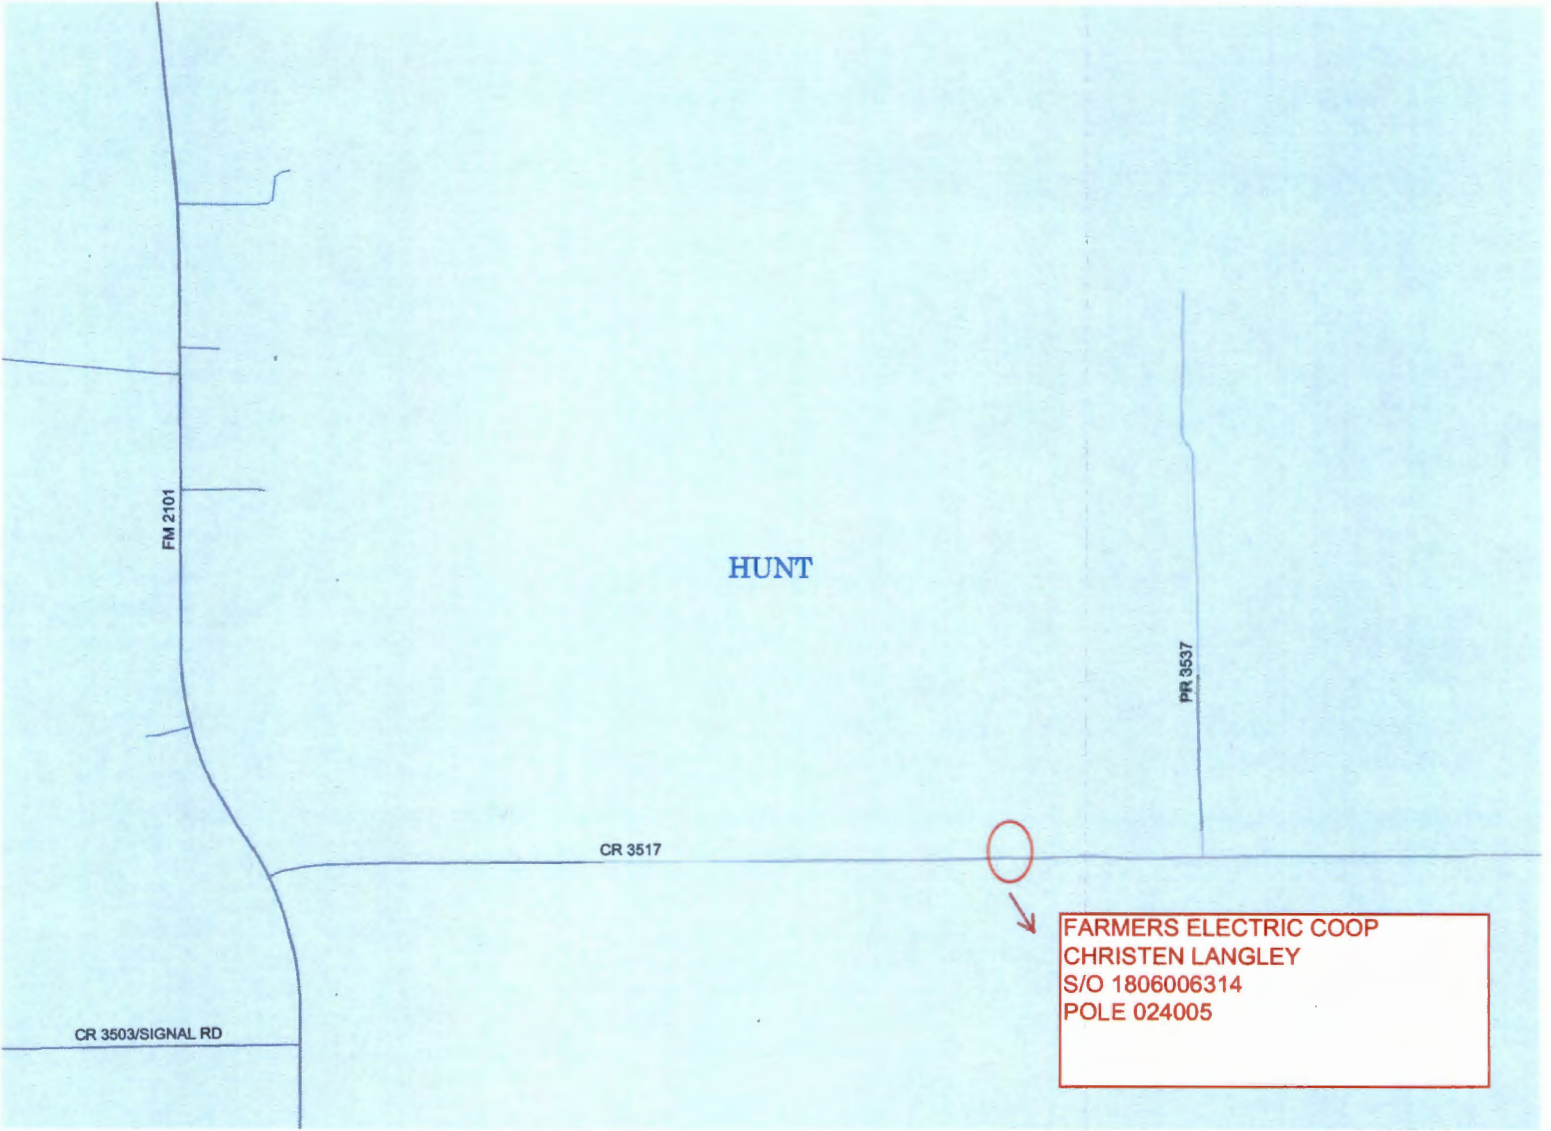 FM 2101
HUNT
PR 3537
CR 3517
FARMERS ELECTRIC COOP
CHRISTEN LANGLEY
S/O 1806006314
POLE 024005
CR 3503/SIGNAL RD